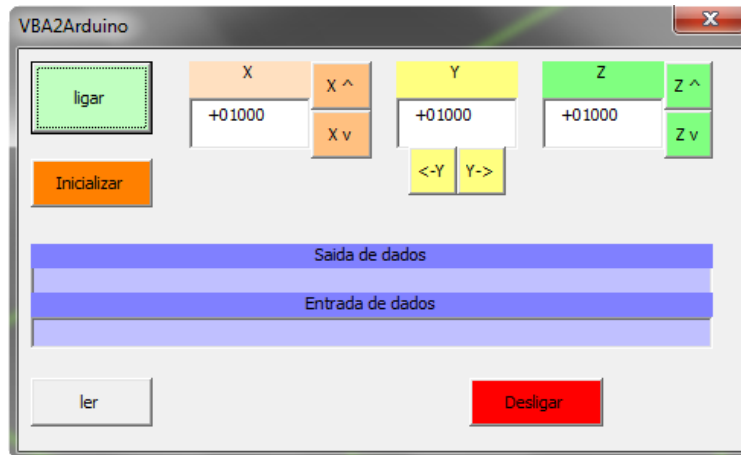 VBA2Arduino
ligar
X
X ^
Y
Z
Z ^
+01000
X v
+01000
+01000
Z v
Inicializar
<-Y
Y->
Saida de dados
Entrada de dados
ler
Desligar